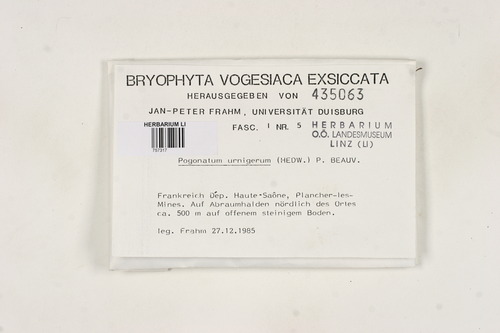 BRYOPHYTA VOGESIACA EXSICCATA
HERAUSGEGEBEN VON 435063
JAN-PETER FRAHM, UNIVERSITÄT DUISBURG
HERBARIUM LI
757217
FASC. I NR. 5
HERBARIUM
O.Ö. LANDESMUSEUM
LINZ (LI)
Pogonatum urnigerum (HEDW.) P. BEAUV.
Frankreich Dép. Haute-Saône, Plancher-les-
Mines. Auf Abraumhalden nördlich des Ortes
ca. 500 m auf offenem steinigem Boden.
leg. Frahm 27.12.1985